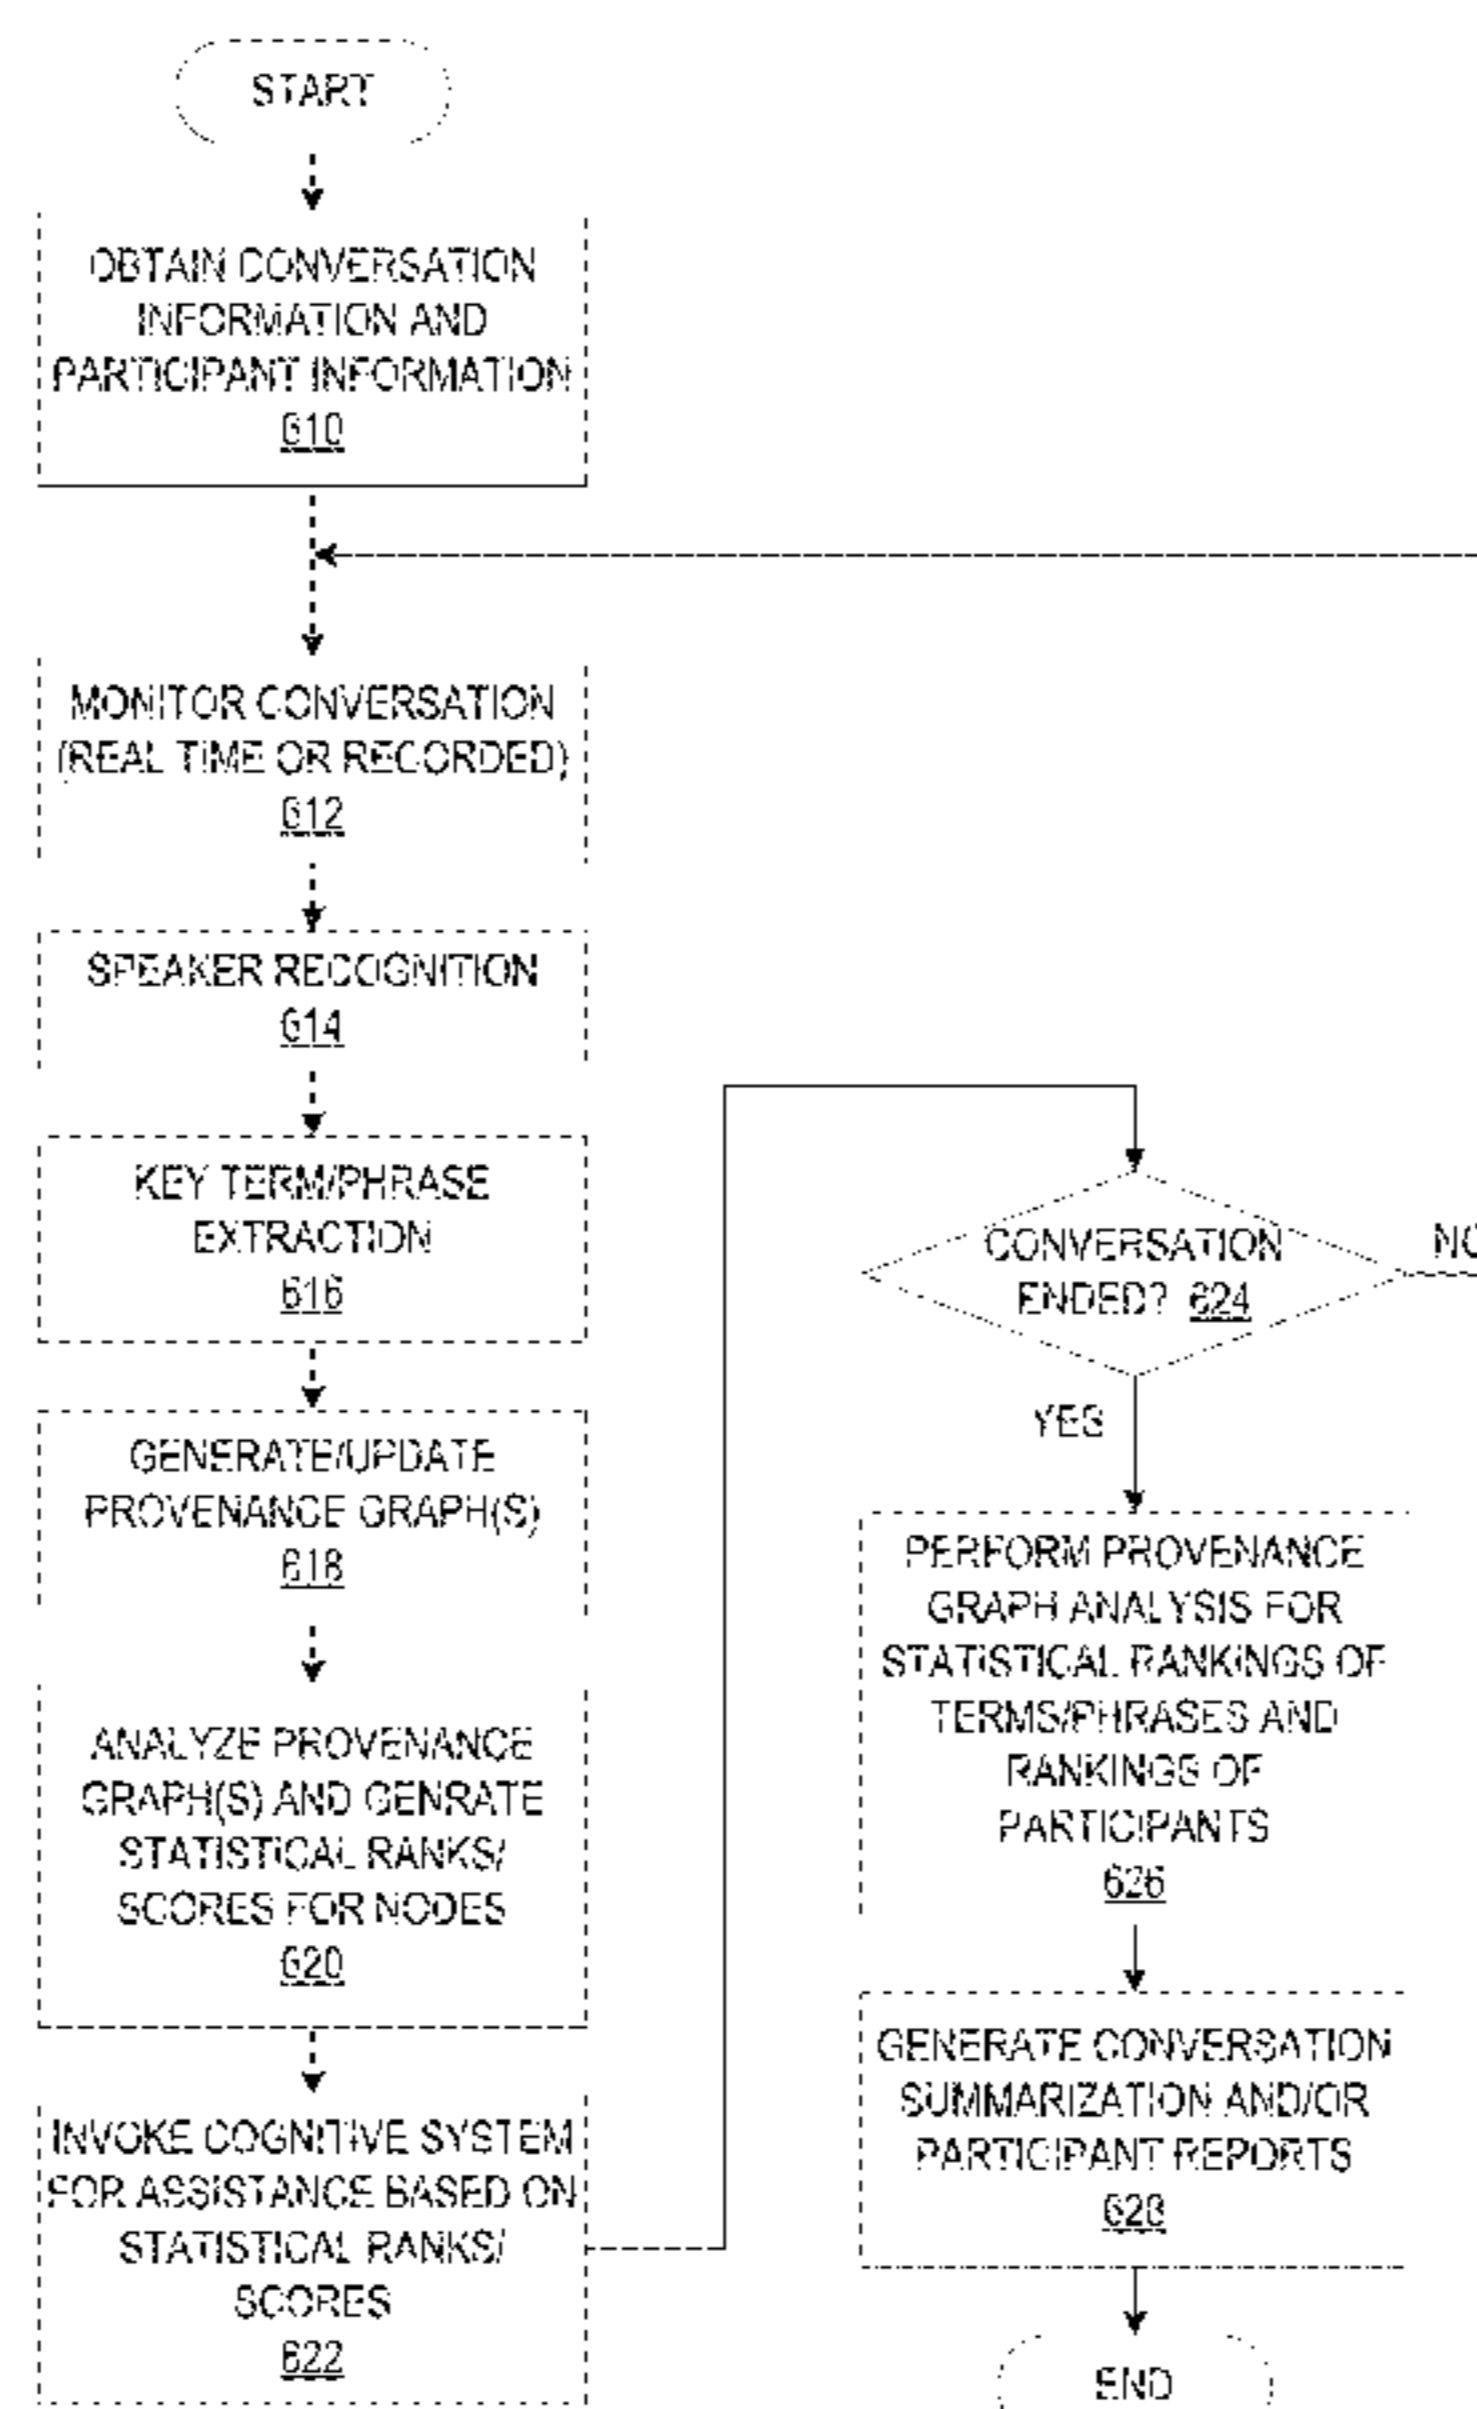 START
OBTAIN CONVERSATION
INFORMATION AND
PARTICIPANT INFORMATION
610
MONITOR CONVERSATION
(REAL TIME OR RECORDED)
612
SPEAKER RECOGNITION
614
KEY TERM/PHRASE
EXTRACTION
616
GENERATE/UPDATE
PROVENANCE GRAPH(S)
618
ANALYZE PROVENANCE
GRAPH(S) AND GENRATE
STATISTICAL RANKS/
SCORES FOR NODES
620
INVOKE COGNITIVE SYSTEM
FOR ASSISTANCE BASED ON
STATISTICAL RANKS/
SCORES
622
CONVERSATION
ENDED? 624
NO
YES
PERFORM PROVENANCE
GRAPH ANALYSIS FOR
STATISTICAL RANKINGS OF
TERMS/PHRASES AND
RANKINGS OF
PARTICIPANTS
626
GENERATE CONVERSATION
SUMMARIZATION AND/OR
PARTICIPANT REPORTS
628
END